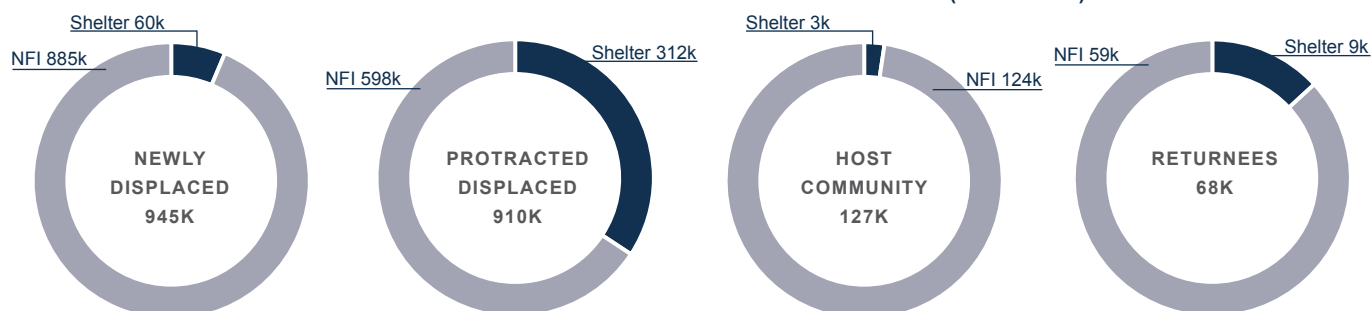 Shelter 60k
NFI 885k
NEWLY
DISPLACED
945K
Shelter 312k
NFI 598k
PROTRACTED
DISPLACED
910K
Shelter 3k
NFI 124k
HOST
COMMUNITY
127K
NFI 59k
Shelter 9k
RETURNEES
68K